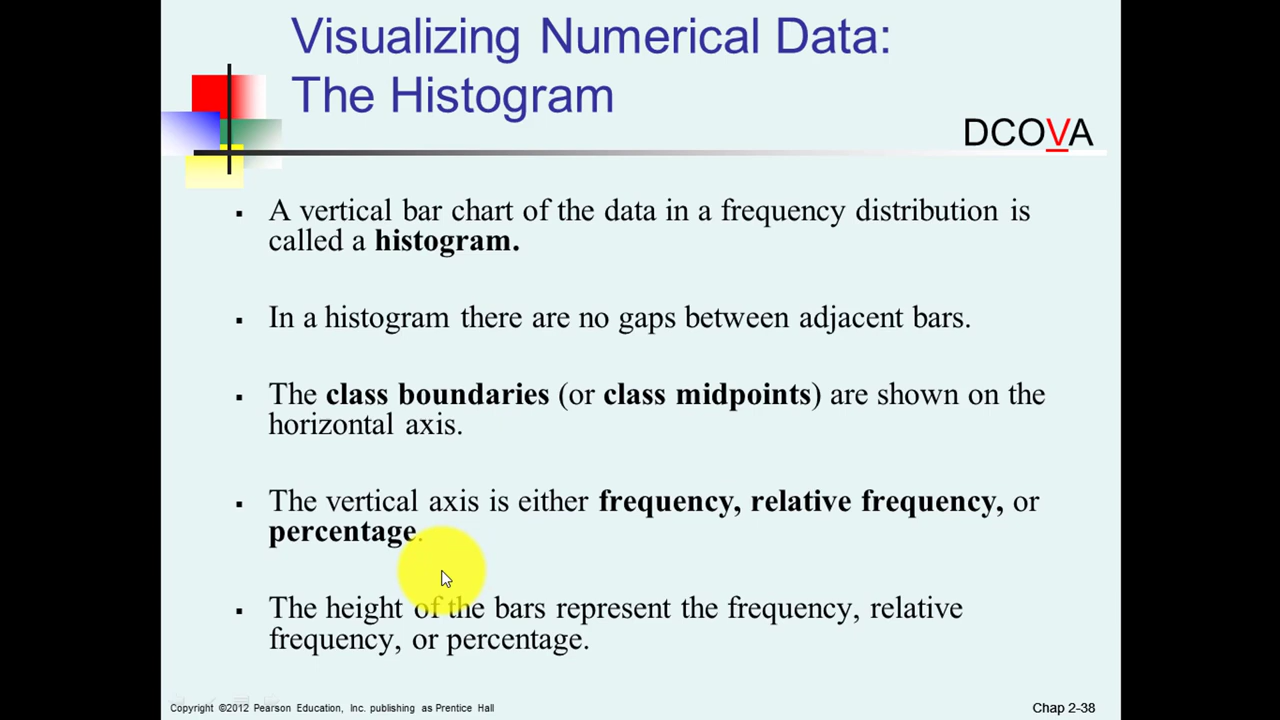 Visualizing Numerical Data:
The Histogram
DCOVA
▪ A vertical bar chart of the data in a frequency distribution is
called a histogram.
▪ In a histogram there are no gaps between adjacent bars.
▪ The class boundaries (or class midpoints) are shown on the
horizontal axis.
▪ The vertical axis is either frequency, relative frequency, or
percentage.
▪ The height of the bars represent the frequency, relative
frequency, or percentage.
Copyright ©2012 Pearson Education, Inc. publishing as Prentice Hall
Chap 2-38